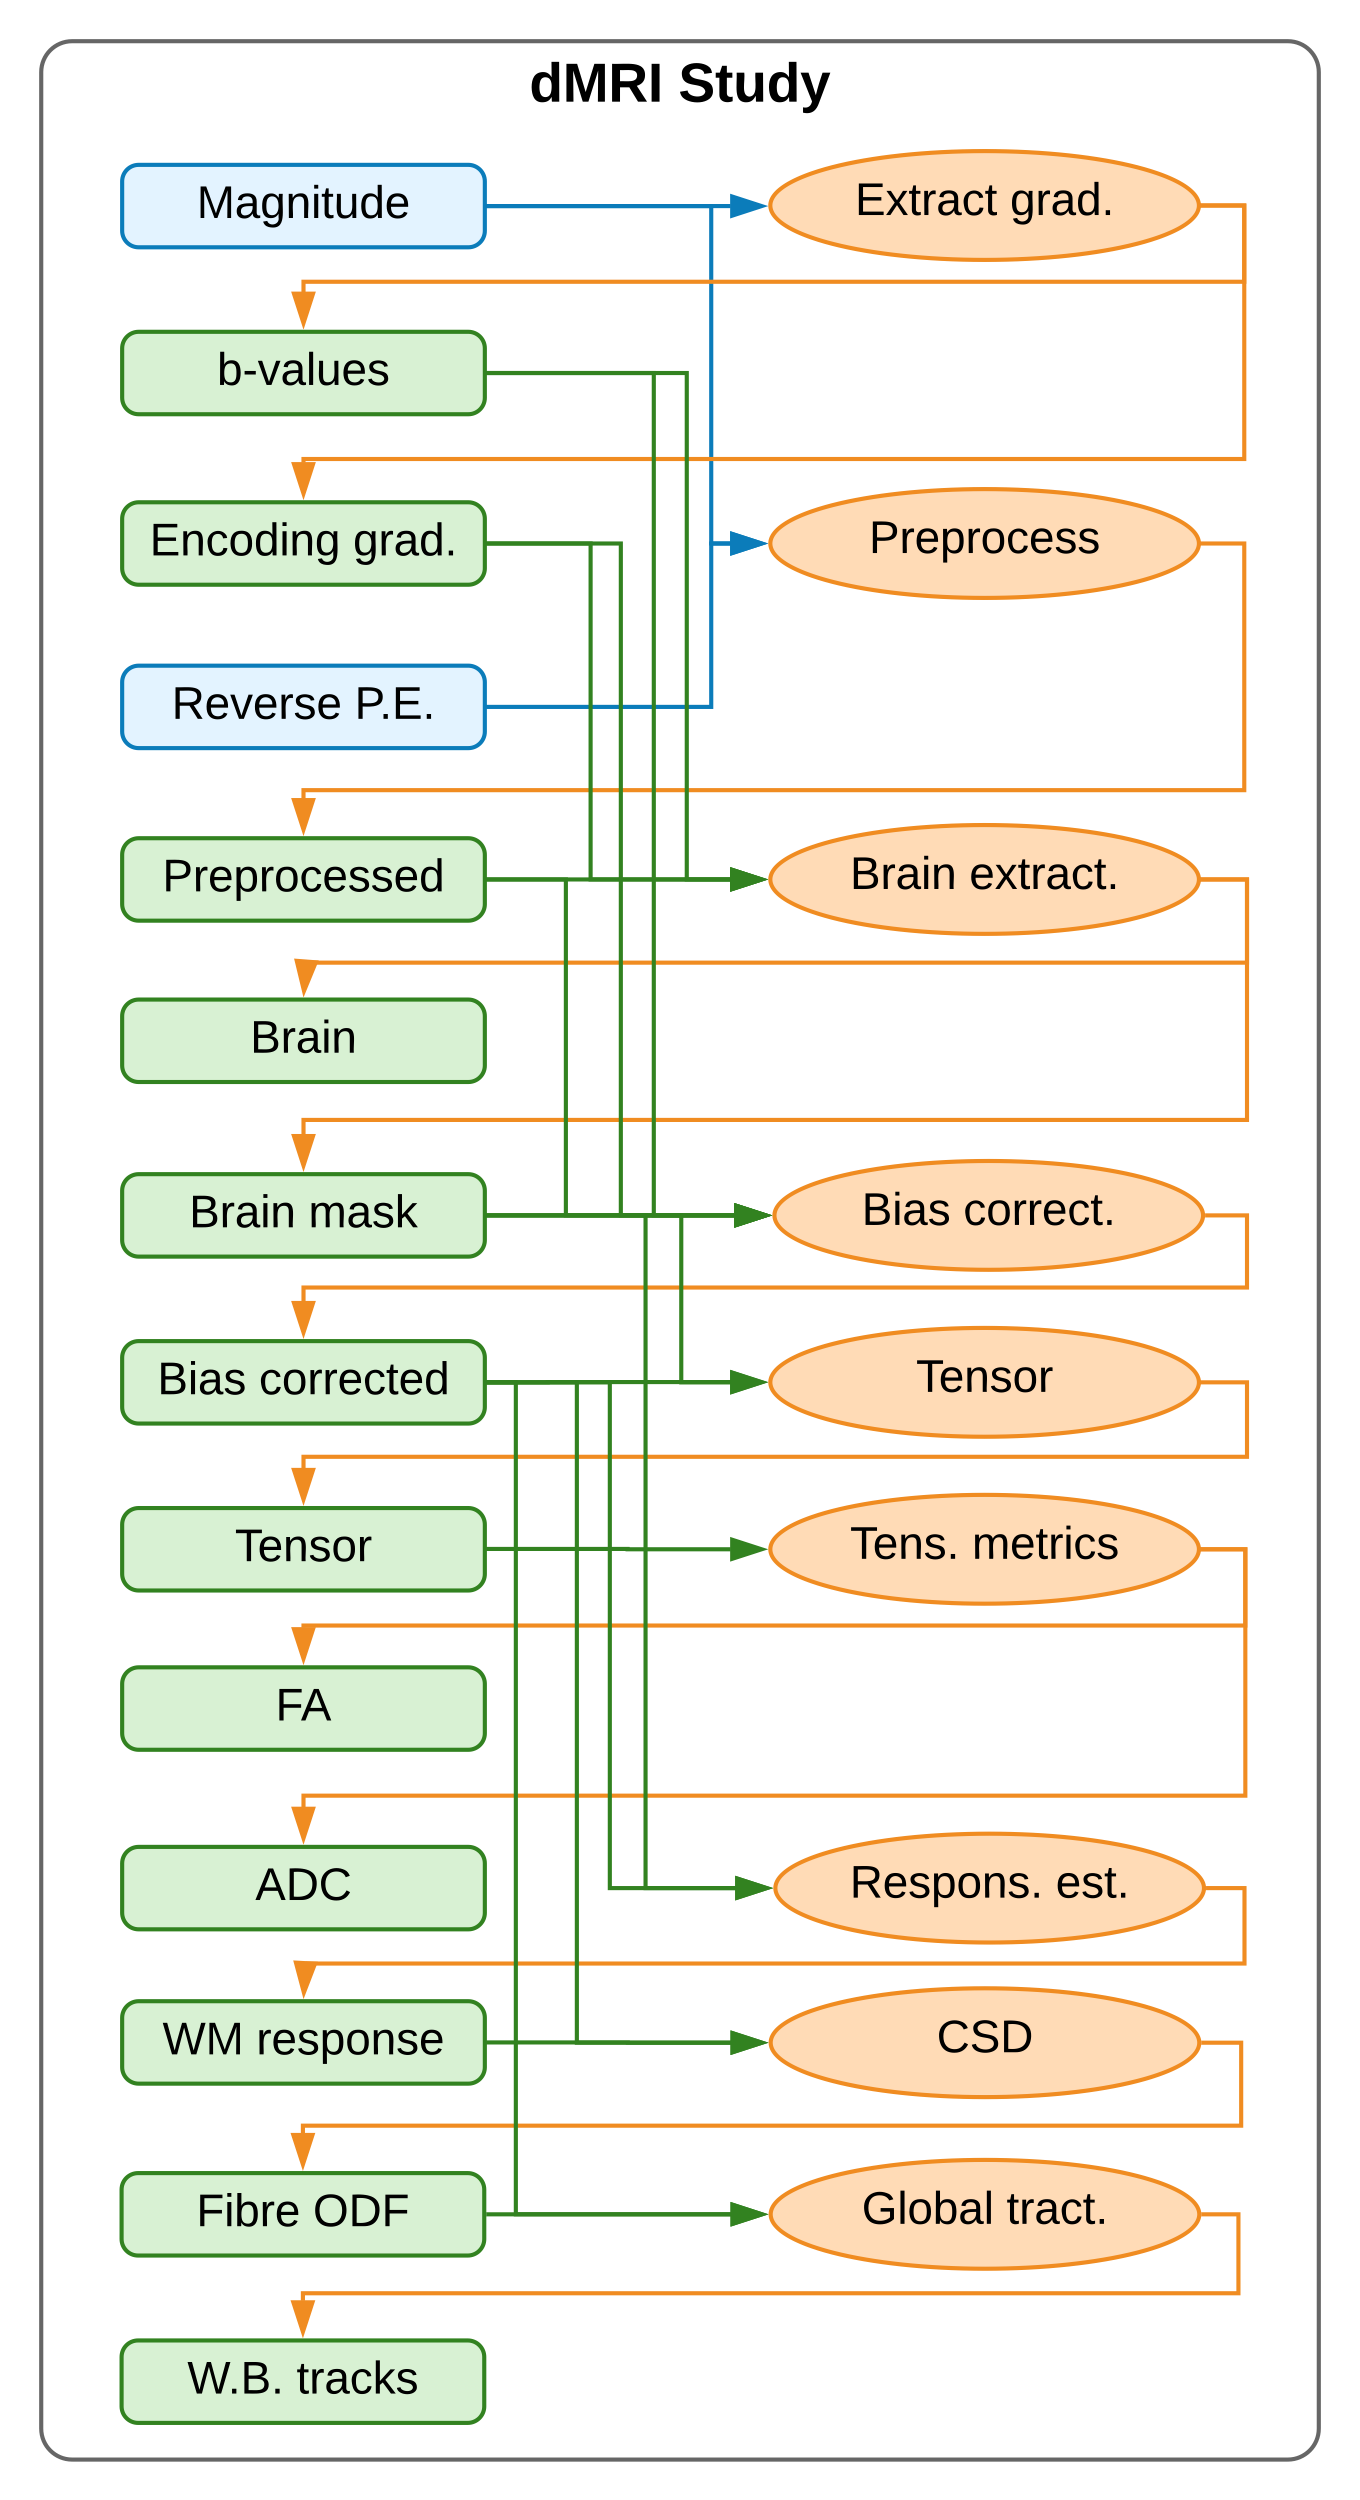 dMRI Study
Magnitude
Extract grad.
b-values
Encoding grad.
Preprocess
Reverse P.E.
Preprocessed
Brain extract.
Brain
Brain mask
Bias correct.
Bias corrected
Tensor
Tensor
Tens. metrics
FA
ADC
Respons. est.
WM response
CSD
Fibre ODF
Global tract.
W.B. tracks